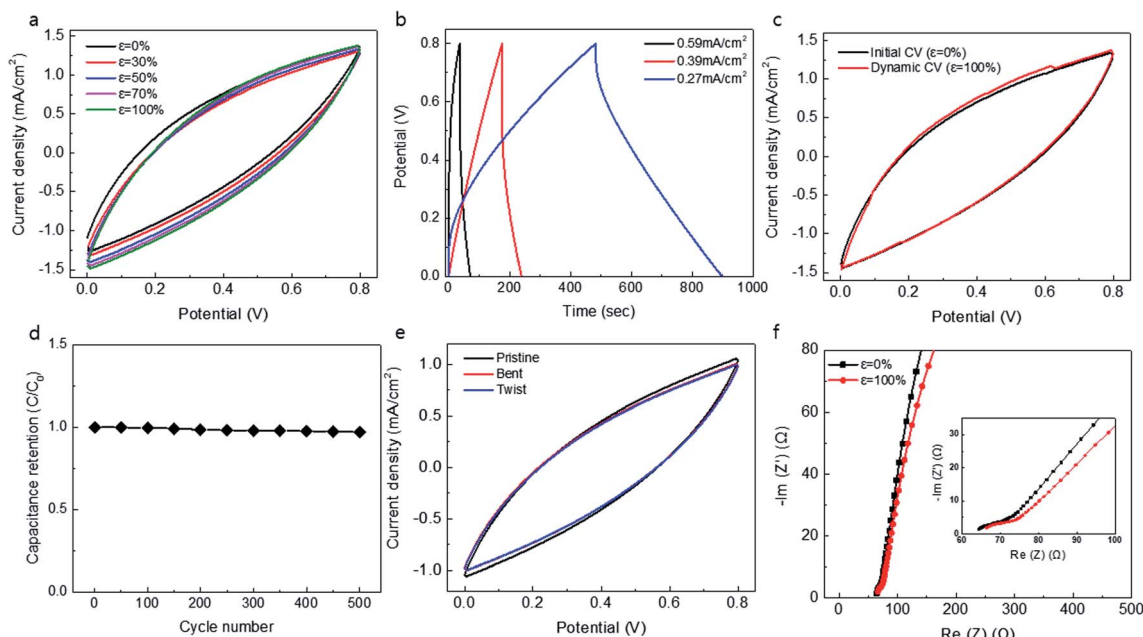 a
ε=0%
ε=30%
ε=50%
ε=70%
ε=100%
Current density (mA/cm²)
1.5
1.0
0.5
0.0
-0.5
-1.0
-1.5
0.0 0.2 0.4 0.6 0.8
Potential (V)
b
0.59mA/cm²
0.39mA/cm²
0.27mA/cm²
Potential (V)
0.8
0.6
0.4
0.2
0.0
0 200 400 600 800 1000
Time (sec)
c
Initial CV (ε=0%)
Dynamic CV (ε=100%)
Current density (mA/cm²)
1.5
1.0
0.5
0.0
-0.5
-1.0
-1.5
0.0 0.2 0.4 0.6 0.8
Potential (V)
d
Capacitance retention (C/C₀)
1.5
1.0
0.5
0.0
0 100 200 300 400 500
Cycle number
e
Pristine
Bent
Twist
Current density (mA/cm²)
1.0
0.5
0.0
-0.5
-1.0
0.0 0.2 0.4 0.6 0.8
Potential (V)
f
ε=0%
ε=100%
-Im (Z') (Ω)
80
60
40
20
0
0 100 200 300 400 500
Re (Z) (Ω)
-Im (Z') (Ω)
30
20
10
0
60 70 80 90 100
Re (Z) (Ω)